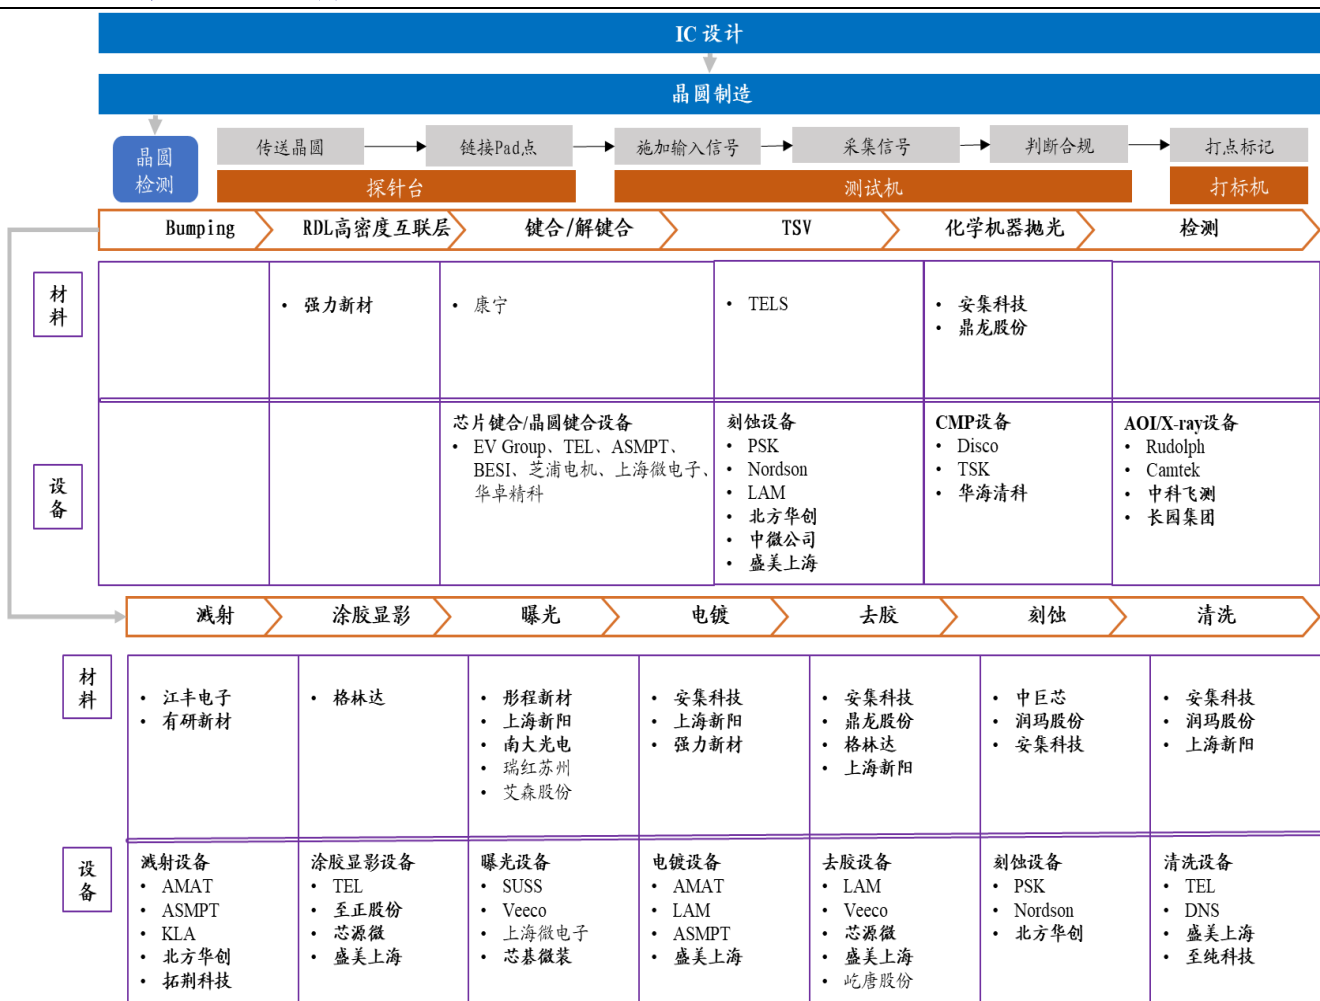 IC 设计
晶圆制造
晶圆
检测
传送晶圆
链接Pad点
施加输入信号
采集信号
判断合规
打点标记
探针台
测试机
打标机
Bumping
RDL高密度互联层
键合/解键合
TSV
化学机器抛光
检测
材
料
• 强力新材
• 康宁
• TELS
• 安集科技
• 鼎龙股份
设
备
芯片键合/晶圆键合设备
• EV Group、TEL、ASMPT、
BESI、芝浦电机、上海微电子、
华卓精科
刻蚀设备
• PSK
• Nordson
• LAM
• 北方华创
• 中微公司
• 盛美上海
CMP设备
• Disco
• TSK
• 华海清科
AOI/X-ray设备
• Rudolph
• Camtek
• 中科飞测
• 长园集团
溅射
涂胶显影
曝光
电镀
去胶
刻蚀
清洗
材
料
• 江丰电子
• 有研新材
• 格林达
• 彤程新材
• 上海新阳
• 南大光电
• 瑞红苏州
• 艾森股份
• 安集科技
• 上海新阳
• 强力新材
• 安集科技
• 鼎龙股份
• 格林达
• 上海新阳
• 中巨芯
• 润玛股份
• 安集科技
• 安集科技
• 润玛股份
• 上海新阳
设
备
溅射设备
• AMAT
• ASMPT
• KLA
• 北方华创
• 拓荆科技
涂胶显影设备
• TEL
• 至正股份
• 芯源微
• 盛美上海
曝光设备
• SUSS
• Veeco
• 上海微电子
• 芯碁微装
电镀设备
• AMAT
• LAM
• ASMPT
• 盛美上海
去胶设备
• LAM
• Veeco
• 芯源微
• 盛美上海
• 屹唐股份
刻蚀设备
• PSK
• Nordson
• 北方华创
清洗设备
• TEL
• DNS
• 盛美上海
• 至纯科技